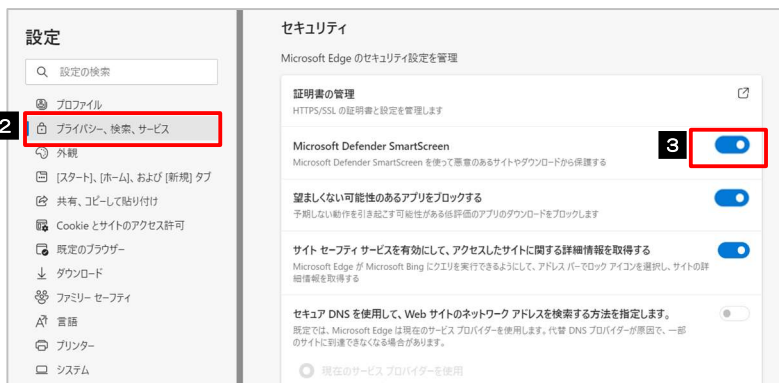 設定
設定の検索
プロファイル
2
プライバシー、検索、サービス
外観
[スタート]、[ホーム]、および [新規] タブ
共有、コピーして貼り付け
Cookie とサイトのアクセス許可
既定のブラウザー
ダウンロード
ファミリー セーフティ
言語
プリンター
システム
セキュリティ
Microsoft Edge のセキュリティ設定を管理
証明書の管理
HTTPS/SSL の証明書と設定を管理します
Microsoft Defender SmartScreen
3
Microsoft Defender SmartScreen を使って悪意のあるサイトやダウンロードから保護する
望ましくない可能性のあるアプリをブロックする
予期しない動作を引き起こす可能性がある低評価のアプリのダウンロードをブロックします
サイト セーフティ サービスを有効にして、アクセスしたサイトに関する詳細情報を取得する
Microsoft Edge が Microsoft Bing にクエリを実行できるようにして、アドレス バーでロック アイコンを選択し、サイトの詳
細情報を取得する
セキュア DNS を使用して、Web サイトのネットワーク アドレスを検索する方法を指定します。
既定では、Microsoft Edge は現在のサービス プロバイダーを使用します。代替 DNS プロバイダーが原因で、一部
のサイトに到達できなくなる場合があります。
現在のサービス プロバイダーを使用